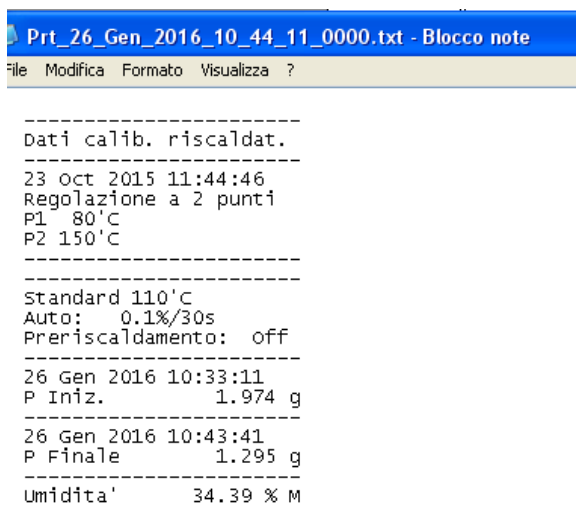 Prt_26_Gen_2016_10_44_11_0000.txt - Blocco note
File Modifica Formato Visualizza ?
-----------------------
Dati calib. riscaldat.
-----------------------
23 Oct 2015 11:44:46
Regolazione a 2 punti
P1  80'C
P2 150'C
-----------------------
-----------------------
Standard 110'C
Auto:   0.1%/30s
Preriscaldamento:  Off
-----------------------
26 Gen 2016 10:33:11
P Iniz.         1.974 g
-----------------------
26 Gen 2016 10:43:41
P Finale        1.295 g
-----------------------
Umidita'      34.39 % M